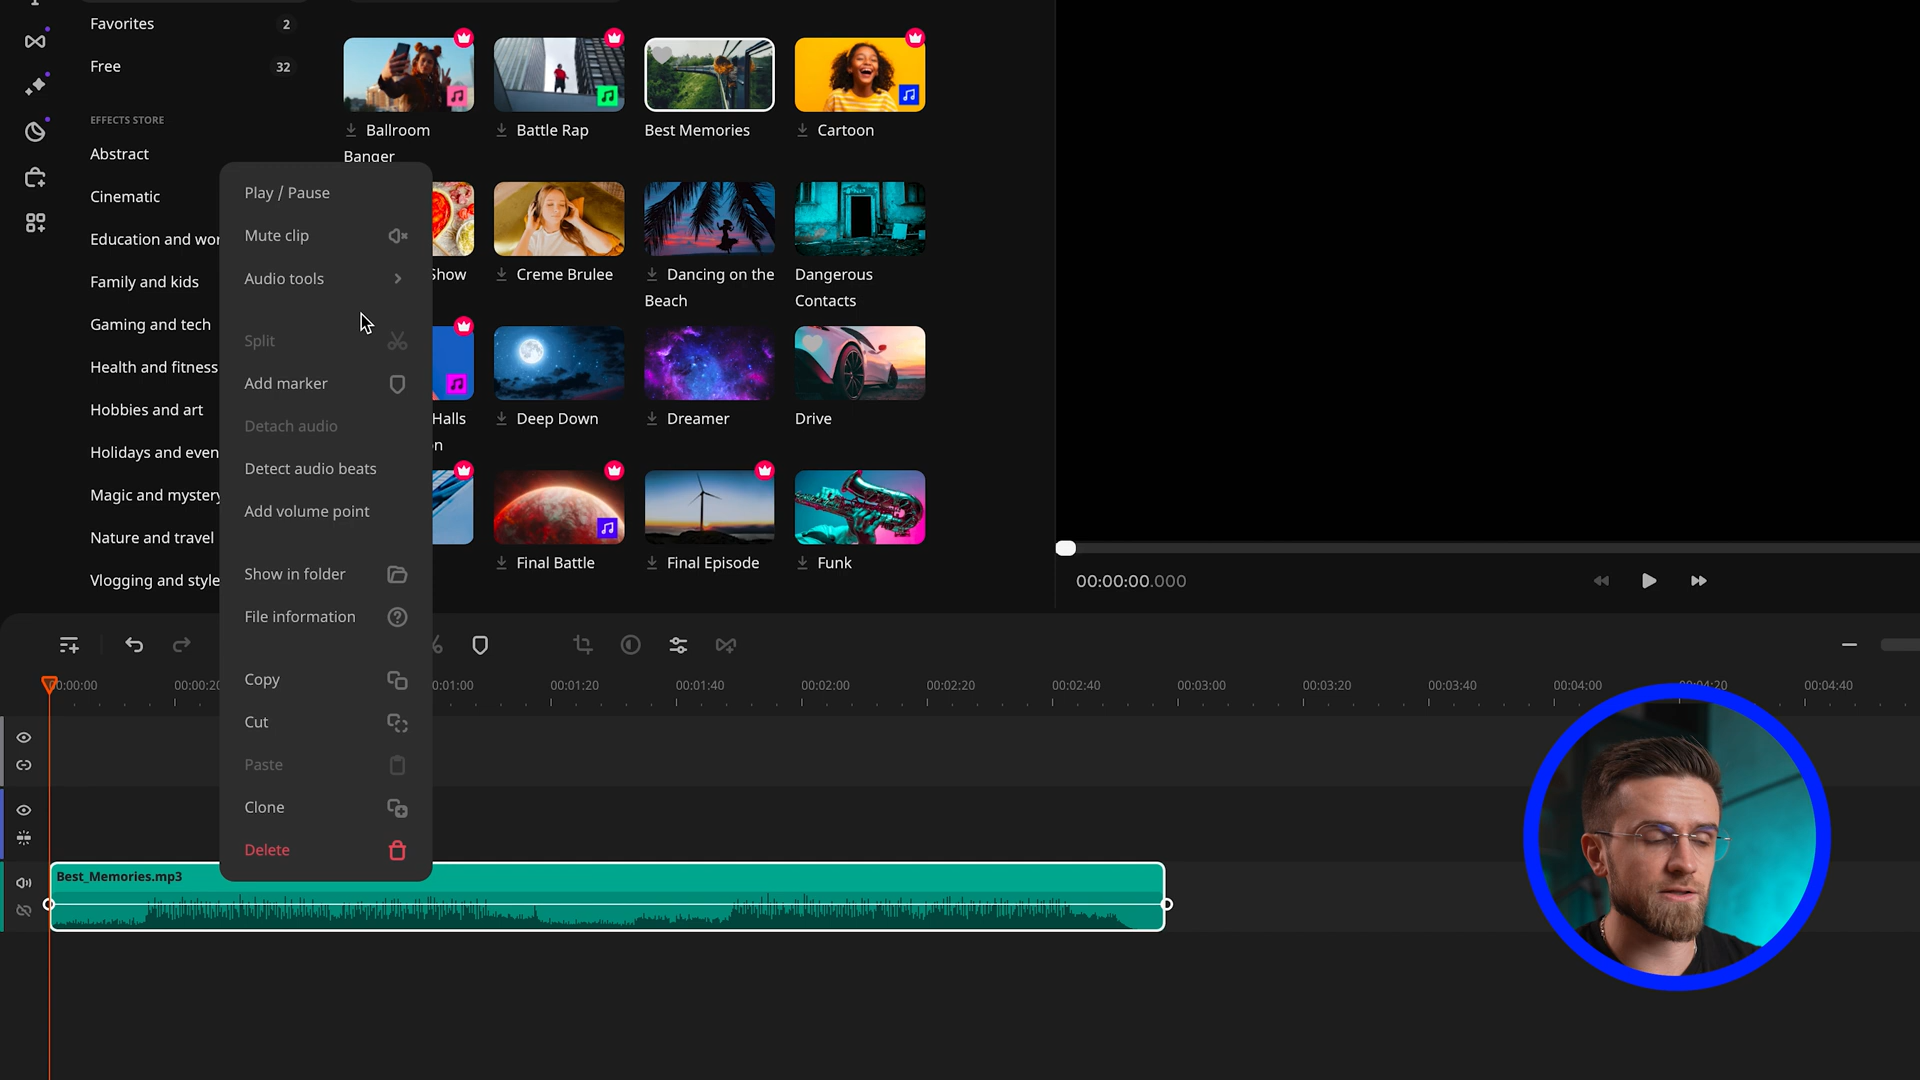 Favorites 2
Free 32
EFFECTS STORE
Abstract
Cinematic
Education and wor
Family and kids
Gaming and tech
Health and fitness
Hobbies and art
Holidays and even
Magic and mystery
Nature and travel
Vlogging and style
Ballroom
Banger
Battle Rap
Best Memories
Cartoon
Show
Creme Brulee
Dancing on the
Beach
Dangerous
Contacts
Halls
n
Deep Down
Dreamer
Drive
Final Battle
Final Episode
Funk
Play / Pause
Mute clip
Audio tools
Split
Add marker
Detach audio
Detect audio beats
Add volume point
Show in folder
File information
Copy
Cut
Paste
Clone
Delete
00:00:00.000
00:00:00 00:00:20 00:01:00 00:01:20 00:01:40 00:02:00 00:02:20 00:02:40 00:03:00 00:03:20 00:03:40 00:04:00 00:04:20 00:04:40
Best_Memories.mp3